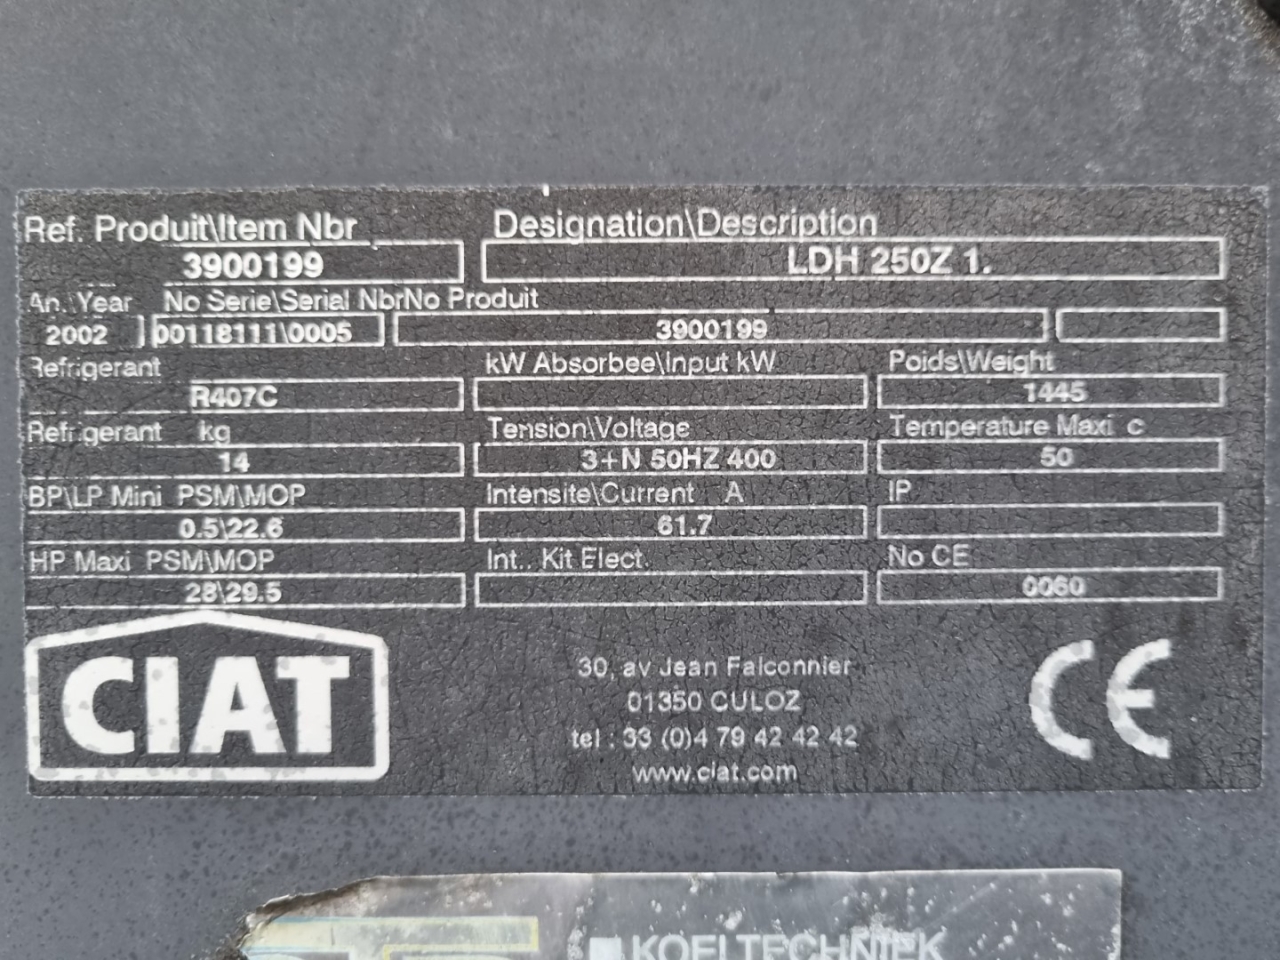 Ref. Produit\Item Nbr Designation\Description
3900199 LDH 250Z 1.
An.\Year No Serie\Serial Nbr No Produit
2002 00118111\0005 3900199
Refrigerant kW Absorbee\Input kW Poids\Weight
R407C 1445
Refrigerant kg Tension\Voltage Temperature Maxi c
14 3+N 50HZ 400 50
BP\LP Mini PSM\MOP Intensite\Current A IP
0.5\22.6 61.7
HP Maxi PSM\MOP Int.. Kit Elect. No CE
28\29.5 0060
CIAT
30, av Jean Falconnier
01350 CULOZ
tel : 33 (0)4 79 42 42 42
www.ciat.com
CE
KOELTECHNIEK